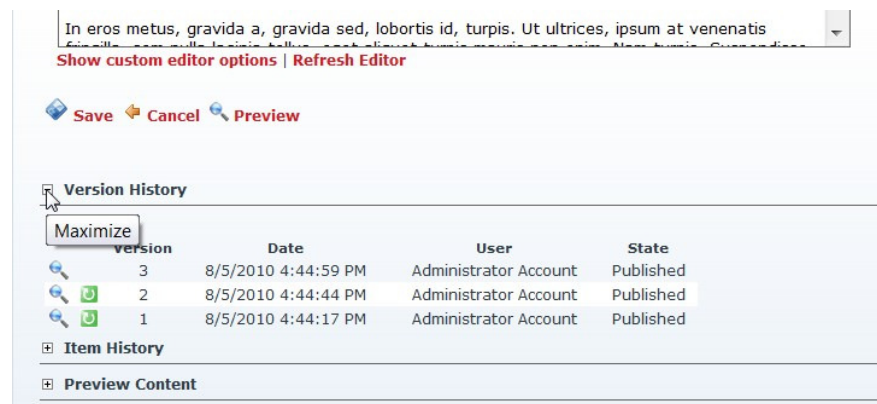 In eros metus, gravida a, gravida sed, lobortis id, turpis. Ut ultrices, ipsum at venenatis
Show custom editor options | Refresh Editor
Save Cancel Preview
Version History
Maximize
Version Date User State
3 8/5/2010 4:44:59 PM Administrator Account Published
2 8/5/2010 4:44:44 PM Administrator Account Published
1 8/5/2010 4:44:17 PM Administrator Account Published
Item History
Preview Content